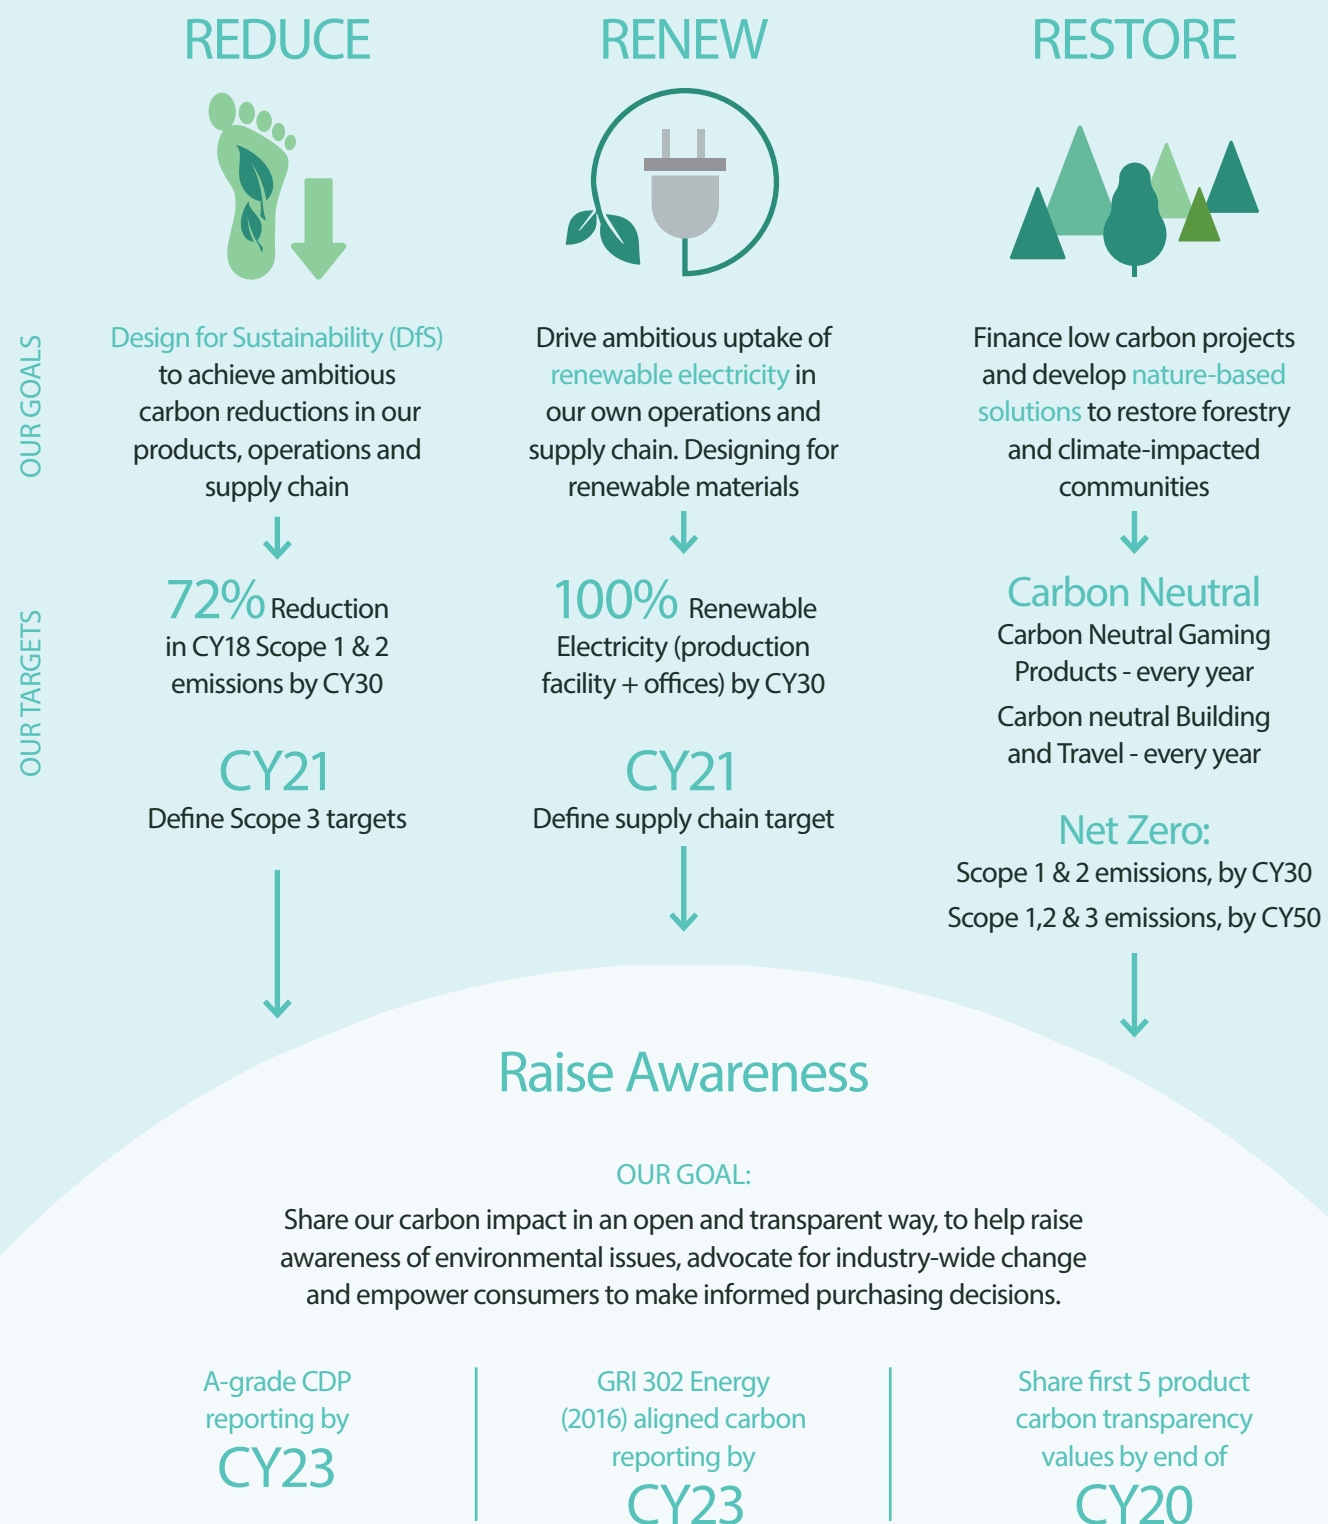 REDUCE
RENEW
RESTORE
OUR GOALS
Design for Sustainability (DfS)
to achieve ambitious
carbon reductions in our
products, operations and
supply chain
Drive ambitious uptake of
renewable electricity in
our own operations and
supply chain. Designing for
renewable materials
Finance low carbon projects
and develop nature-based
solutions to restore forestry
and climate-impacted
communities
OUR TARGETS
72% Reduction
in CY18 Scope 1 & 2
emissions by CY30
CY21
Define Scope 3 targets
100% Renewable
Electricity (production
facility + offices) by CY30
CY21
Define supply chain target
Carbon Neutral
Carbon Neutral Gaming
Products - every year
Carbon neutral Building
and Travel - every year
Net Zero:
Scope 1 & 2 emissions, by CY30
Scope 1,2 & 3 emissions, by CY50
Raise Awareness
OUR GOAL:
Share our carbon impact in an open and transparent way, to help raise
awareness of environmental issues, advocate for industry-wide change
and empower consumers to make informed purchasing decisions.
A-grade CDP
reporting by
CY23
GRI 302 Energy
(2016) aligned carbon
reporting by
CY23
Share first 5 product
carbon transparency
values by end of
CY20